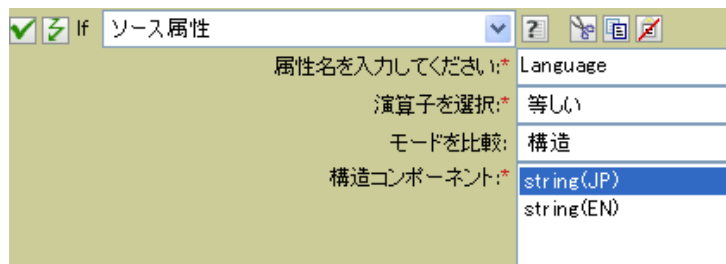 If ソース属性
属性名を入力してください:* Language
演算子を選択:* 等しい
モードを比較: 構造
構造コンポーネント:* string(JP)
string(EN)